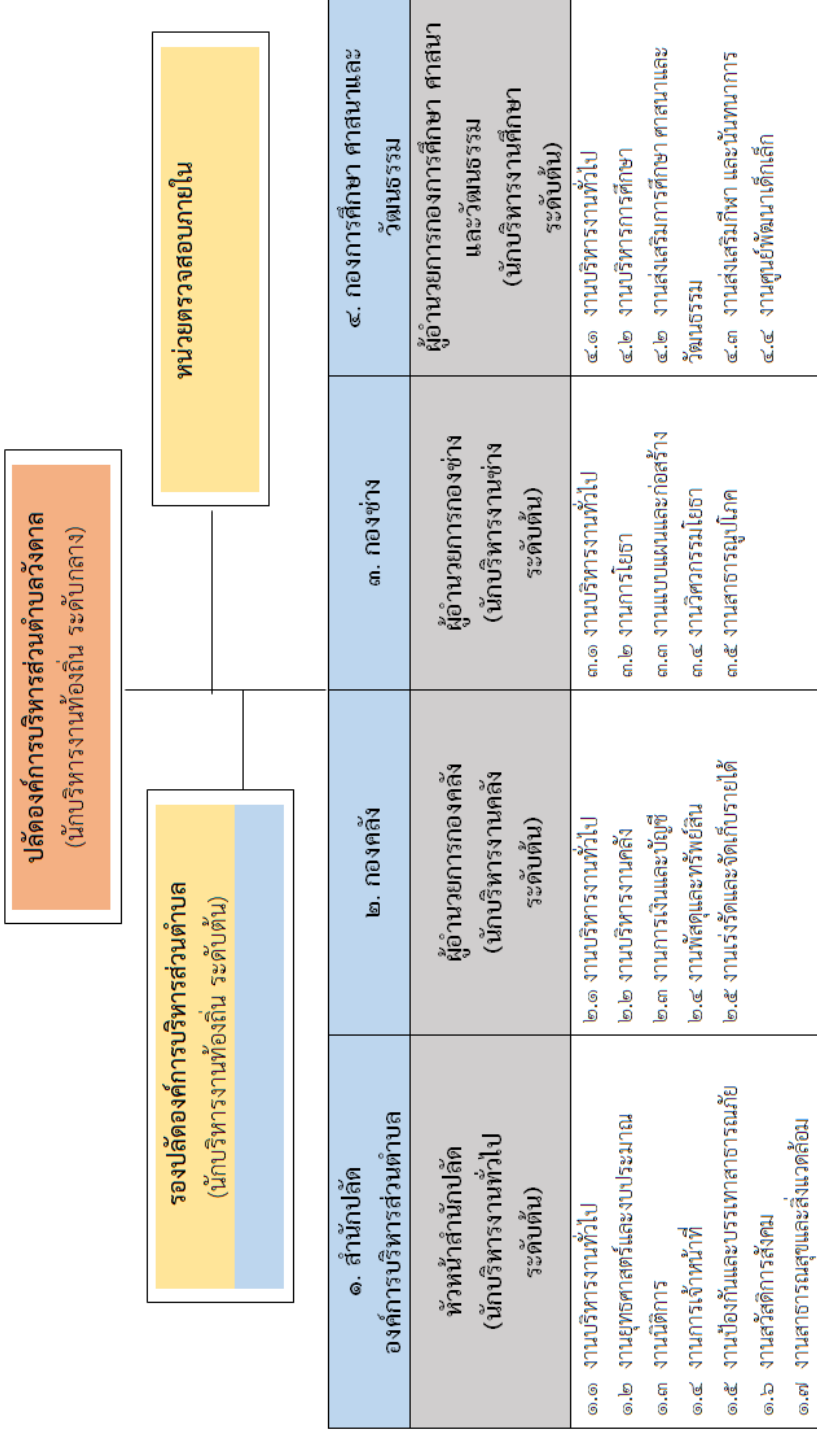 ปลัดองค์การบริหารส่วนตำบลวังตาล
(นักบริหารงานท้องถิ่น ระดับกลาง)
รองปลัดองค์การบริหารส่วนตำบล
(นักบริหารงานท้องถิ่น ระดับต้น)
หน่วยตรวจสอบภายใน
๑. สำนักปลัด
องค์การบริหารส่วนตำบล
หัวหน้าสำนักปลัด
(นักบริหารงานทั่วไป
ระดับต้น)
๑.๑ งานบริหารงานทั่วไป
๑.๒ งานยุทธศาสตร์และงบประมาณ
๑.๓ งานนิติการ
๑.๔ งานการเจ้าหน้าที่
๑.๕ งานป้องกันและบรรเทาสาธารณภัย
๑.๖ งานสวัสดิการสังคม
๑.๗ งานสาธารณสุขและสิ่งแวดล้อม
๒. กองคลัง
ผู้อำนวยการกองคลัง
(นักบริหารงานคลัง
ระดับต้น)
๒.๑ งานบริหารงานทั่วไป
๒.๒ งานบริหารงานคลัง
๒.๓ งานการเงินและบัญชี
๒.๔ งานพัสดุและทรัพย์สิน
๒.๕ งานเร่งรัดและจัดเก็บรายได้
๓. กองช่าง
ผู้อำนวยการกองช่าง
(นักบริหารงานช่าง
ระดับต้น)
๓.๑ งานบริหารงานทั่วไป
๓.๒ งานการโยธา
๓.๓ งานแบบแผนและก่อสร้าง
๓.๔ งานวิศวกรรมโยธา
๓.๕ งานสาธารณูปโภค
๔. กองการศึกษา ศาสนาและ
วัฒนธรรม
ผู้อำนวยการกองการศึกษา ศาสนา
และวัฒนธรรม
(นักบริหารงานศึกษา
ระดับต้น)
๔.๑ งานบริหารงานทั่วไป
๔.๒ งานบริหารการศึกษา
๔.๒ งานส่งเสริมการศึกษา ศาสนาและ
วัฒนธรรม
๔.๓ งานส่งเสริมกีฬา และนันทนาการ
๔.๔ งานศูนย์พัฒนาเด็กเล็ก